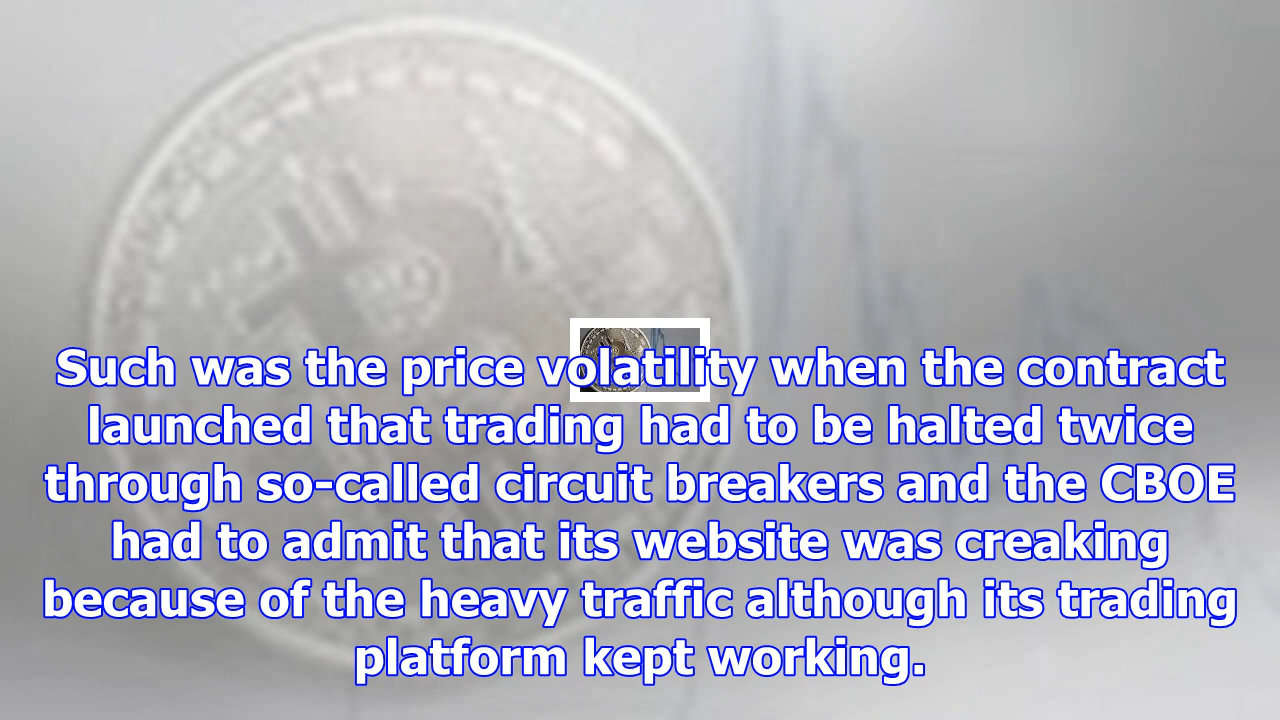 Such was the price volatility when the contract
launched that trading had to be halted twice
through so-called circuit breakers and the CBOE
had to admit that its website was creaking
because of the heavy traffic although its trading
platform kept working.